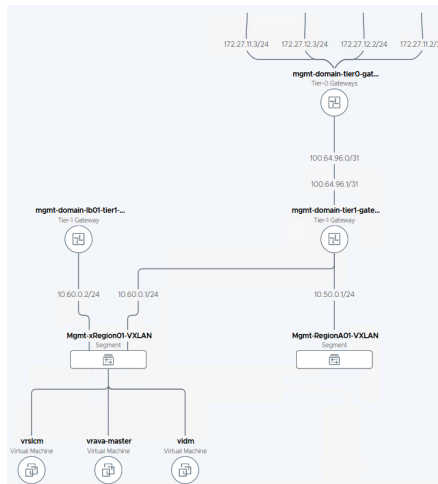 172.27.11.3/24 172.27.12.3/24 172.27.12.2/24 172.27.11.2/
mgmt-domain-tier0-gat...
Tier-0 Gateways
100.64.96.0/31
100.64.96.1/31
mgmt-domain-lb01-tier1-... mgmt-domain-tier1-gate...
Tier-1 Gateway Tier-1 Gateway
10.60.0.2/24 10.60.0.1/24 10.50.0.1/24
Mgmt-xRegion01-VXLAN Mgmt-RegionA01-VXLAN
Segment Segment
vrslcm vrava-master vidm
Virtual Machine Virtual Machine Virtual Machine